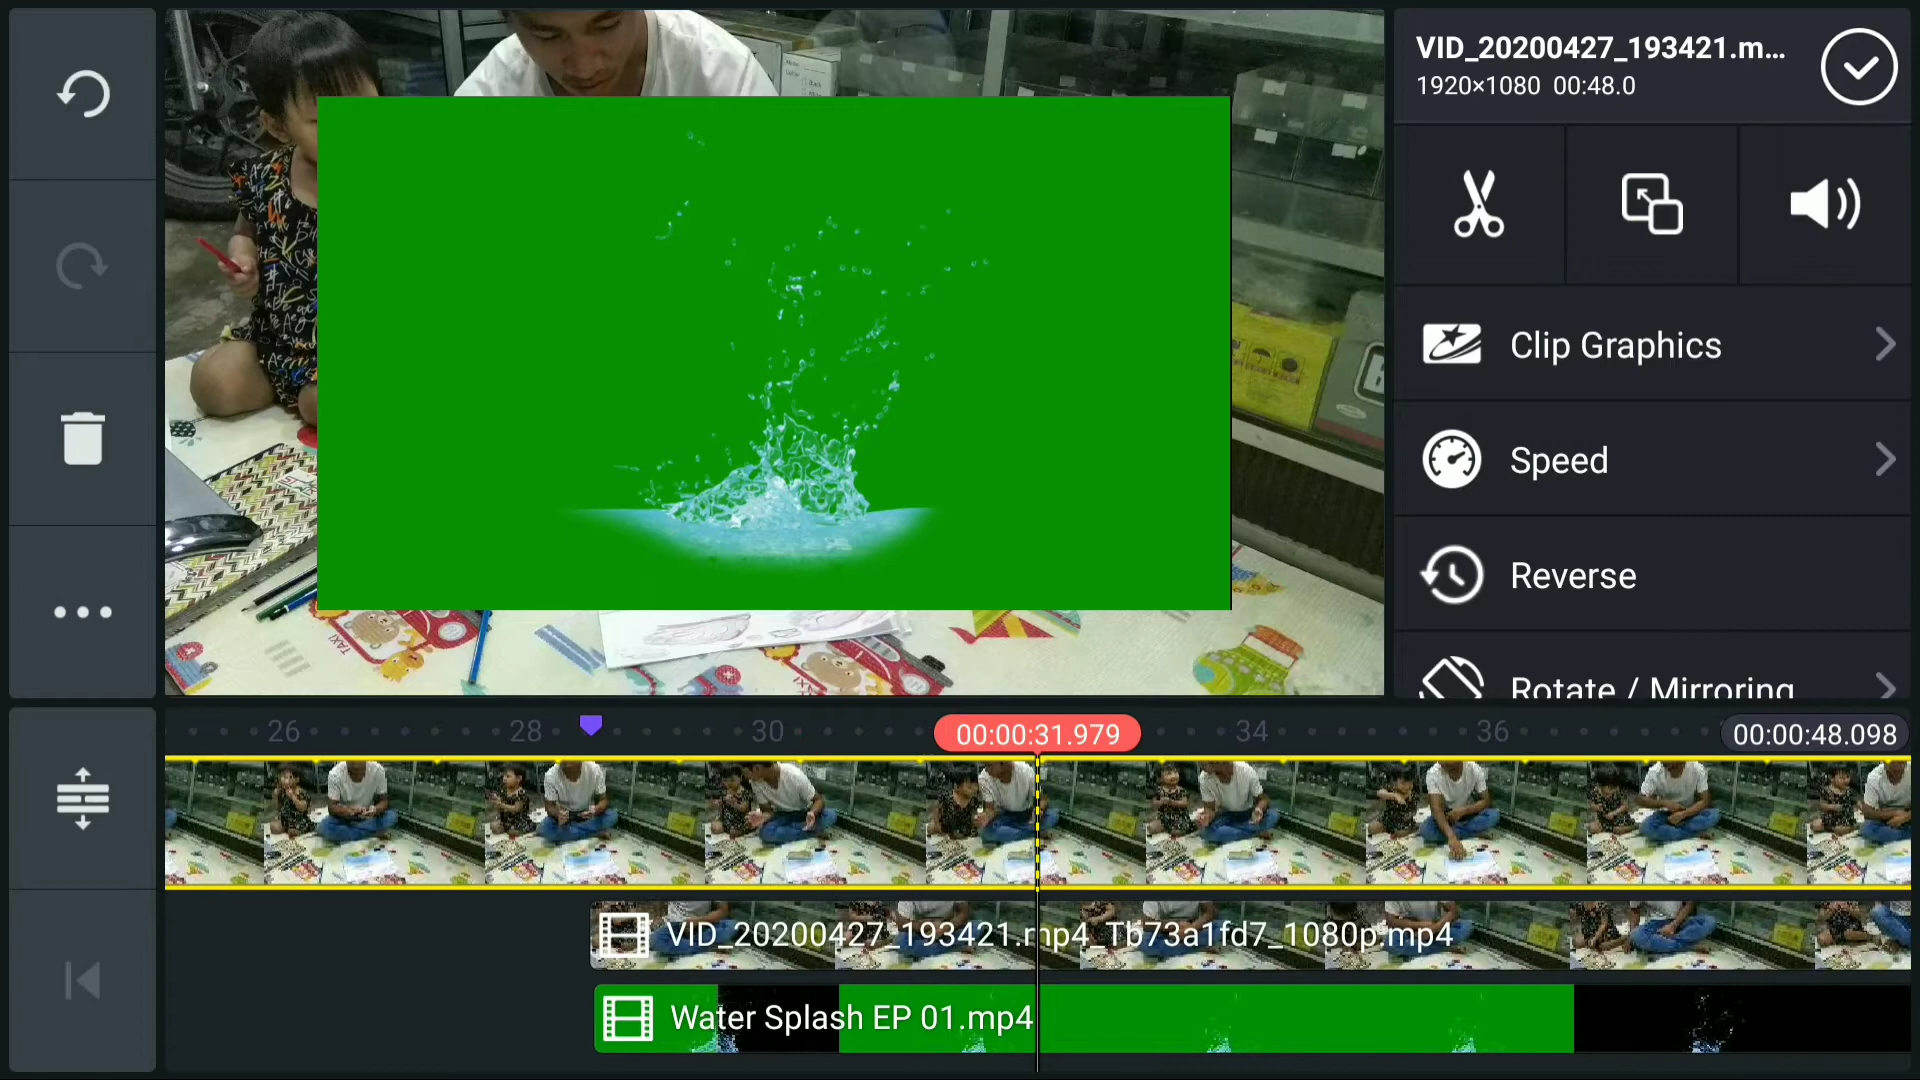 VID_20200427_193421.m...
1920×1080 00:48.0
Clip Graphics
Speed
Reverse
Rotate / Mirroring
26 28 30 00:00:31.979 34 36 00:00:48.098
VID_20200427_193421.mp4_Tb73a1fd7_1080p.mp4
Water Splash EP 01.mp4